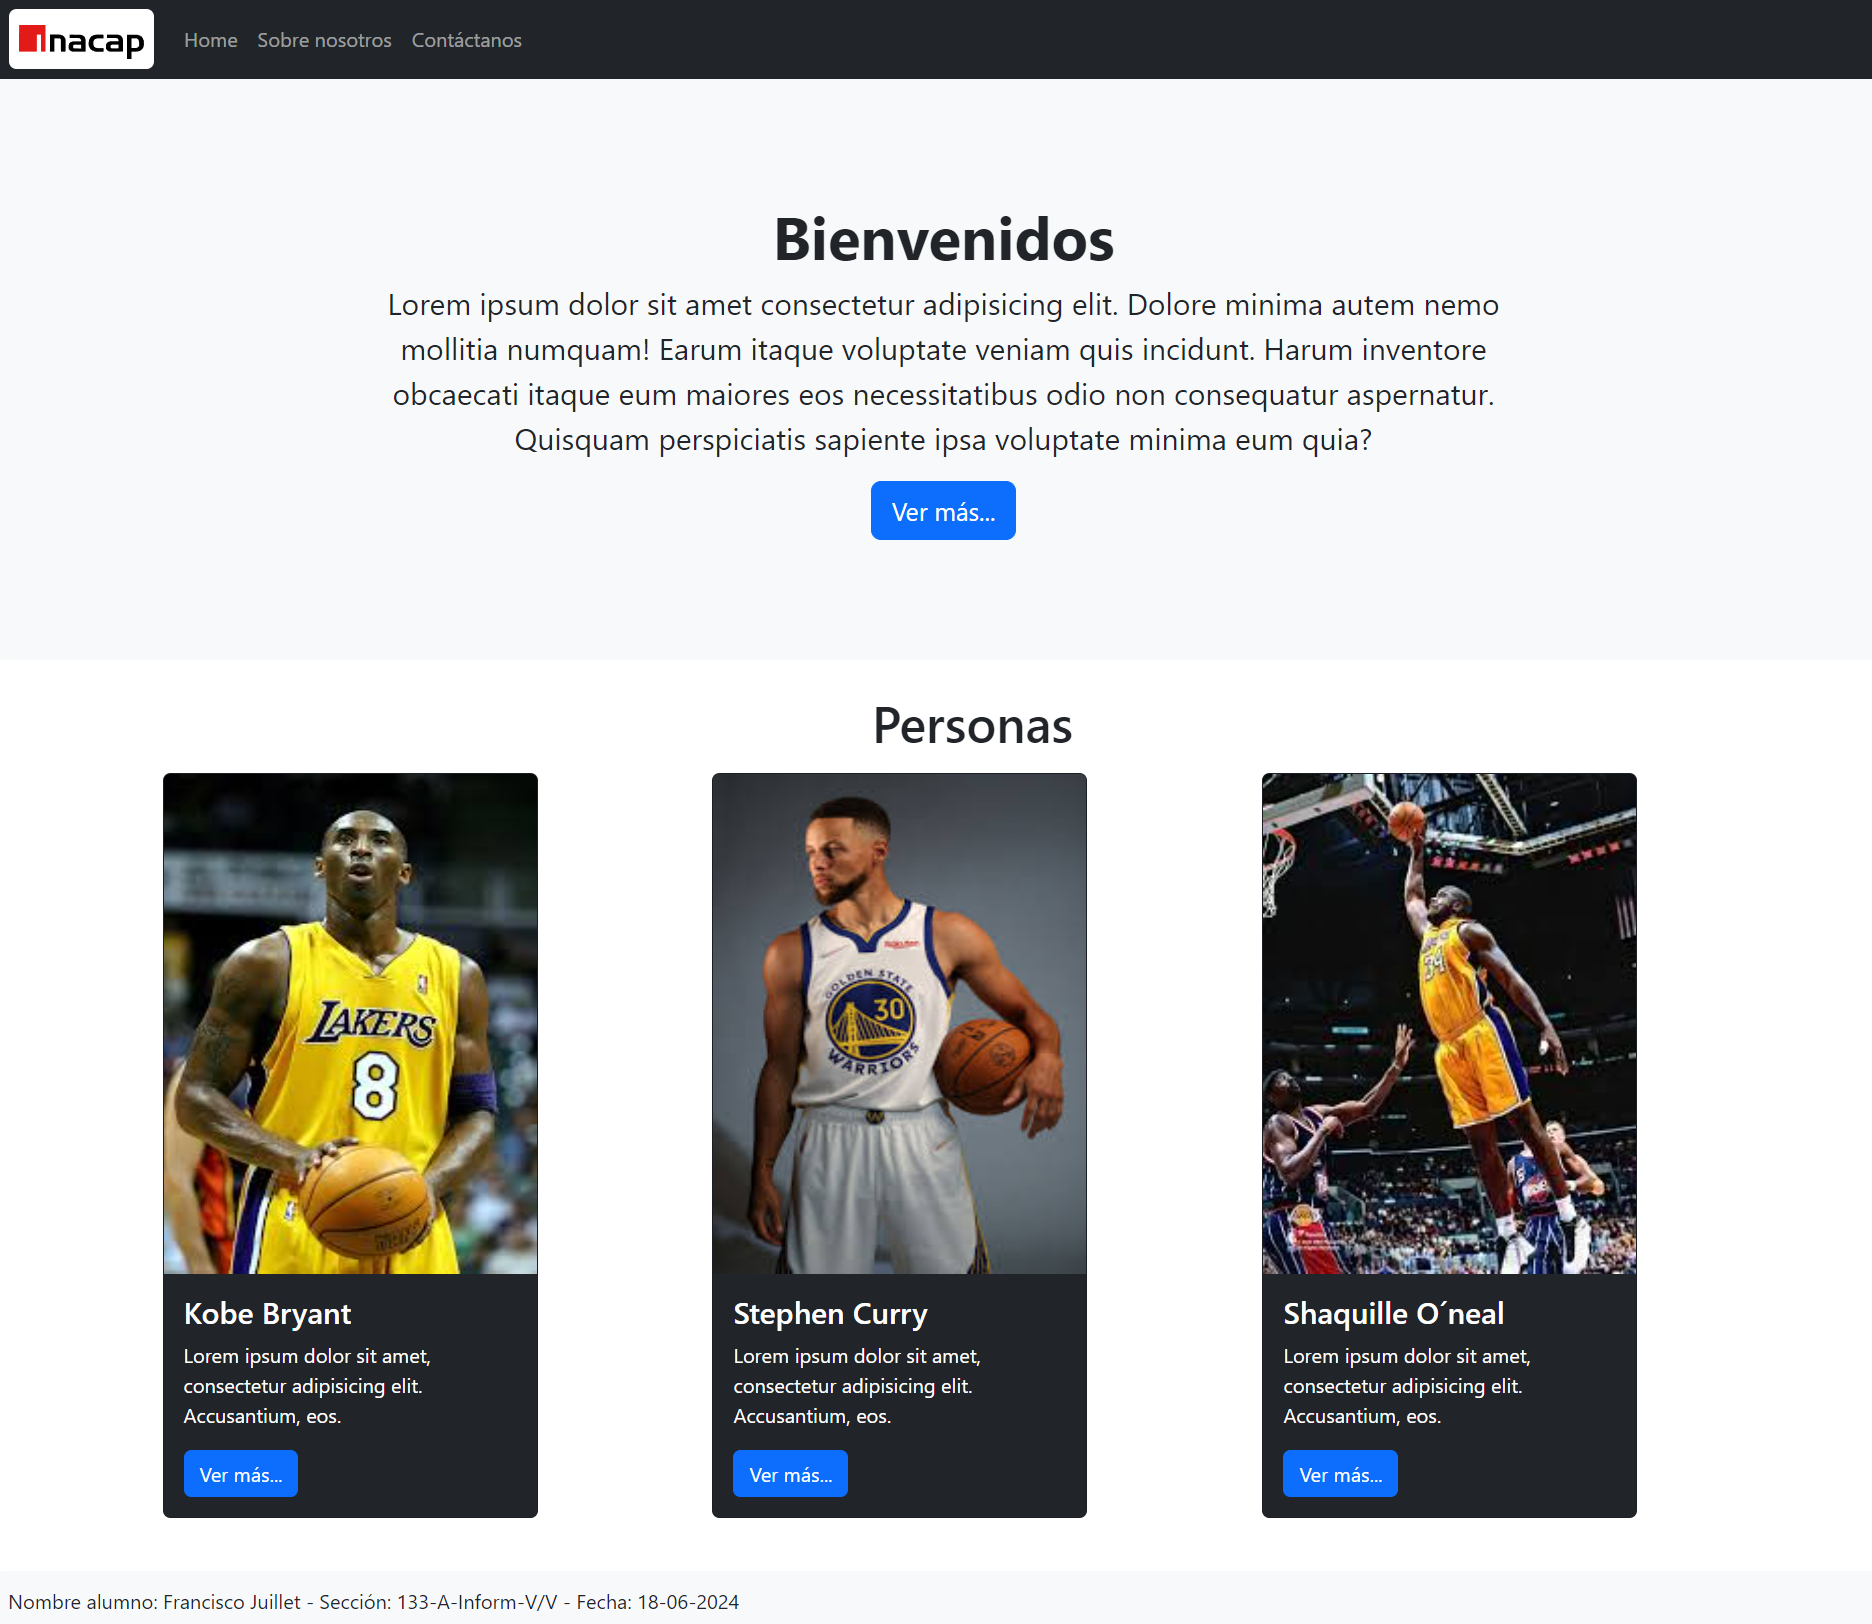 ınacap
Home Sobre nosotros Contáctanos
Bienvenidos
Lorem ipsum dolor sit amet consectetur adipisicing elit. Dolore minima autem nemo
mollitia numquam! Earum itaque voluptate veniam quis incidunt. Harum inventore
obcaecati itaque eum maiores eos necessitatibus odio non consequatur aspernatur.
Quisquam perspiciatis sapiente ipsa voluptate minima eum quia?
Ver más...
Personas
LAKERS
8
Rakuten
GOLDEN STATE
30
WARRIORS
34
Kobe Bryant
Lorem ipsum dolor sit amet,
consectetur adipisicing elit.
Accusantium, eos.
Ver más...
Stephen Curry
Lorem ipsum dolor sit amet,
consectetur adipisicing elit.
Accusantium, eos.
Ver más...
Shaquille O´neal
Lorem ipsum dolor sit amet,
consectetur adipisicing elit.
Accusantium, eos.
Ver más...
Nombre alumno: Francisco Juillet - Sección: 133-A-Inform-V/V - Fecha: 18-06-2024